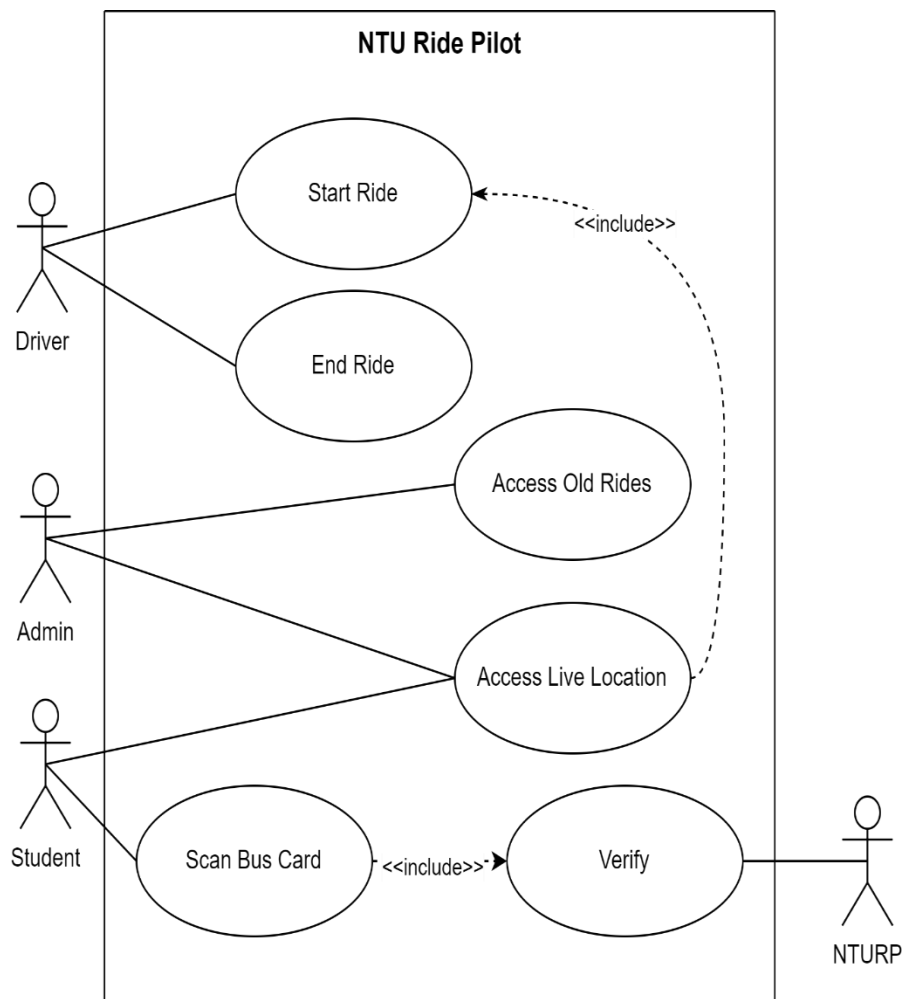 NTU Ride Pilot
Start Ride
<<include>>
Driver
End Ride
Access Old Rides
Admin
Access Live Location
Student
Scan Bus Card
<<include>>
Verify
NTURP